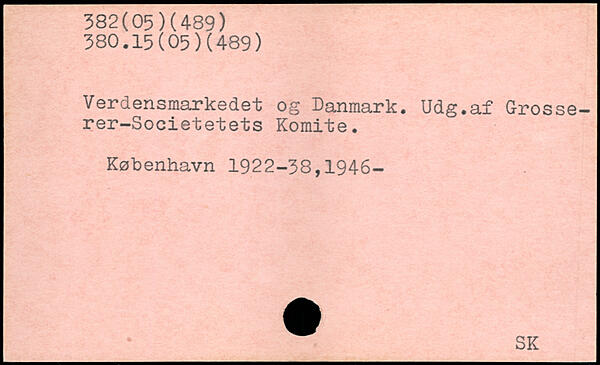 382(05)(489)
380.15(05)(489)
Verdensmarkedet og Danmark. Udg.af Grosse-
rer-Societetets Komite.
København 1922-38,1946-
SK